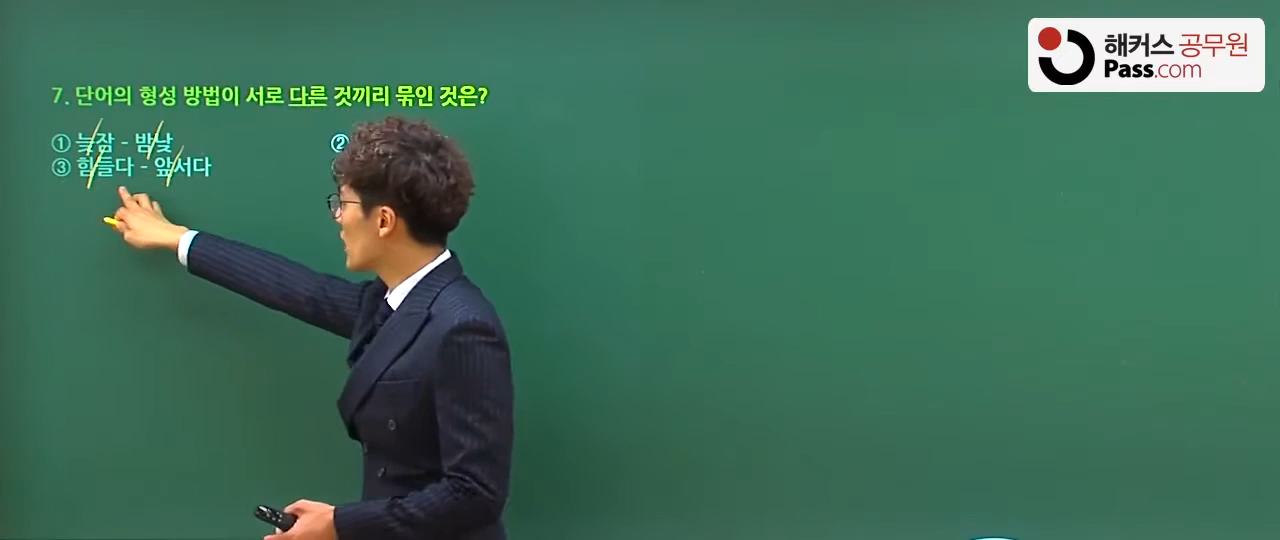 해커스 공무원
Pass.com
7. 단어의 형성 방법이 서로 다른 것끼리 묶인 것은?
① 늦잠 - 밤낮
②
③ 힘들다 - 앞서다